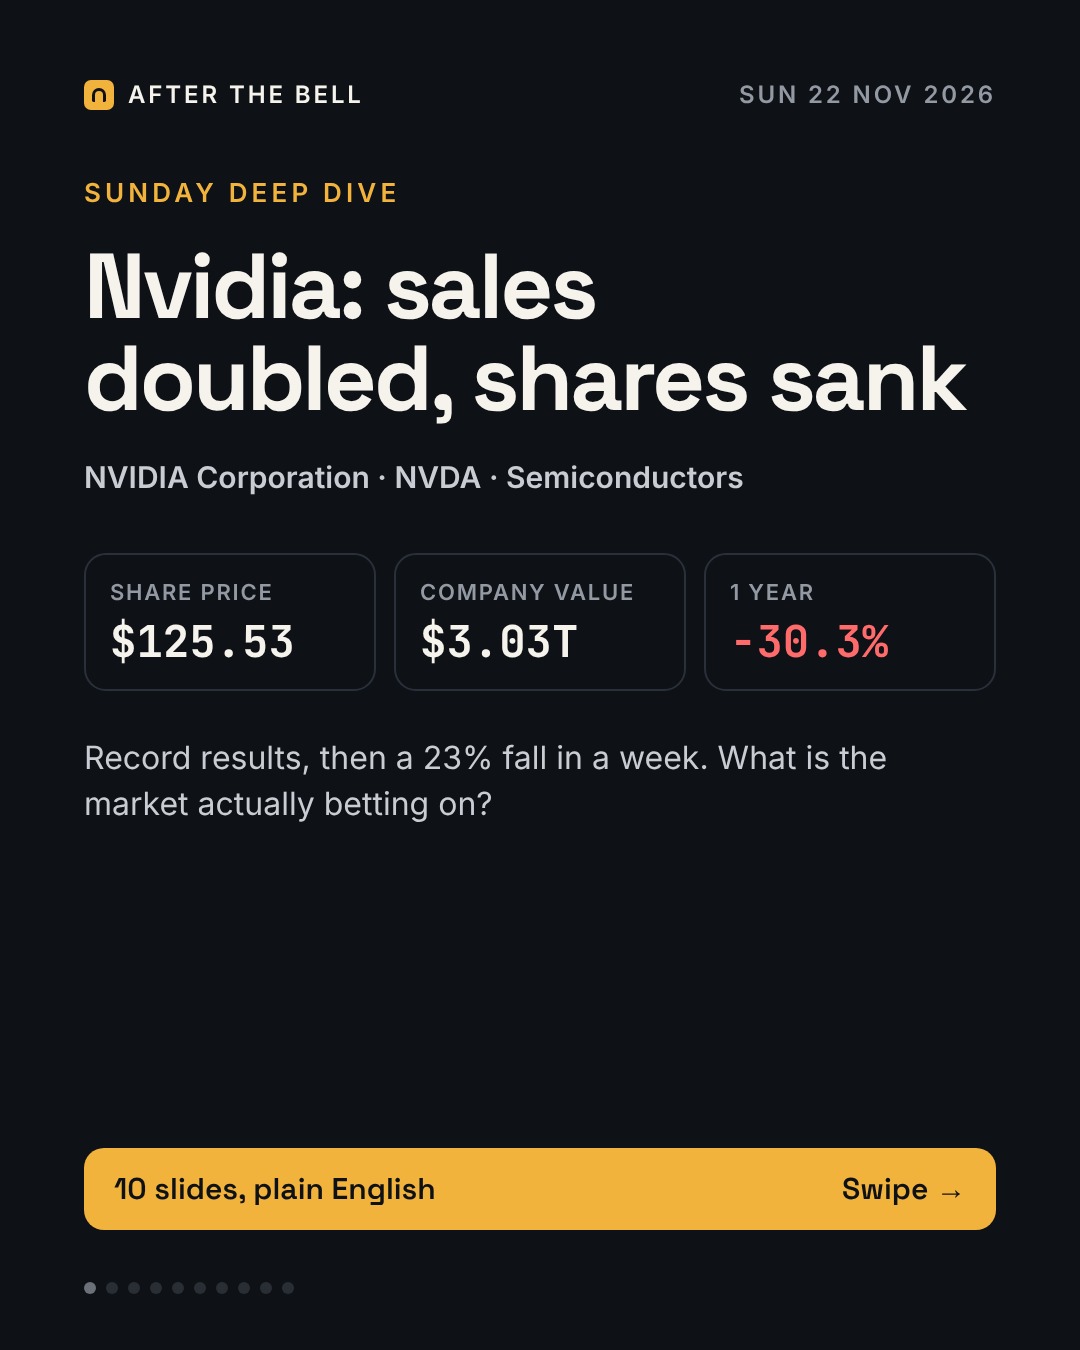 AFTER THE BELL
SUN 22 NOV 2026
SUNDAY DEEP DIVE
Nvidia: sales
doubled, shares sank
NVIDIA Corporation · NVDA · Semiconductors
SHARE PRICE
$125.53
COMPANY VALUE
$3.03T
1 YEAR
-30.3%
Record results, then a 23% fall in a week. What is the
market actually betting on?
10 slides, plain English
Swipe →